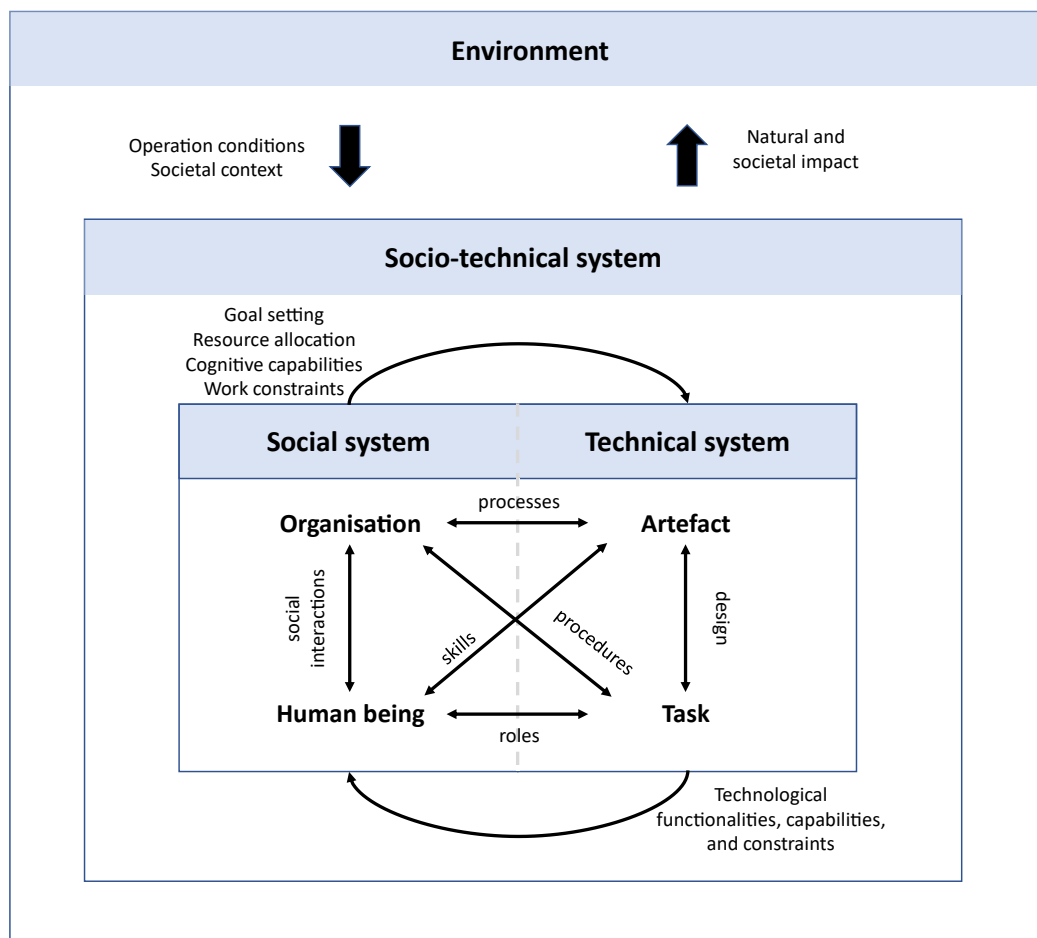 Environment
Operation conditions
Societal context
Natural and
societal impact
Socio-technical system
Goal setting
Resource allocation
Cognitive capabilities
Work constraints
Social system
Technical system
processes
Organisation
Artefact
social
interactions
skills
procedures
design
Human being
Task
roles
Technological
functionalities, capabilities,
and constraints